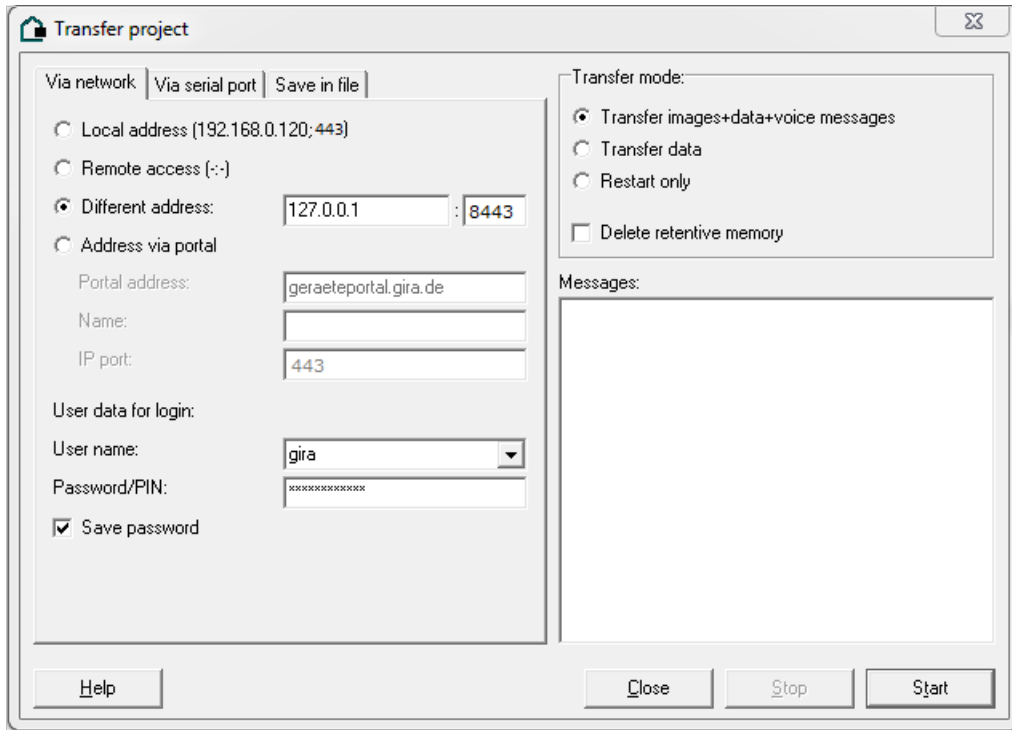 Transfer project
Via network
Via serial port
Save in file
Local address (192.168.0.120;443)
Remote access (-:-)
Different address:
127.0.0.1 : 8443
Address via portal
Portal address:
geraeteportal.gira.de
Name:
IP port:
443
User data for login:
User name:
gira
Password/PIN:
************
Save password
Transfer mode:
Transfer images+data+voice messages
Transfer data
Restart only
Delete retentive memory
Messages:
Help
Close
Stop
Start